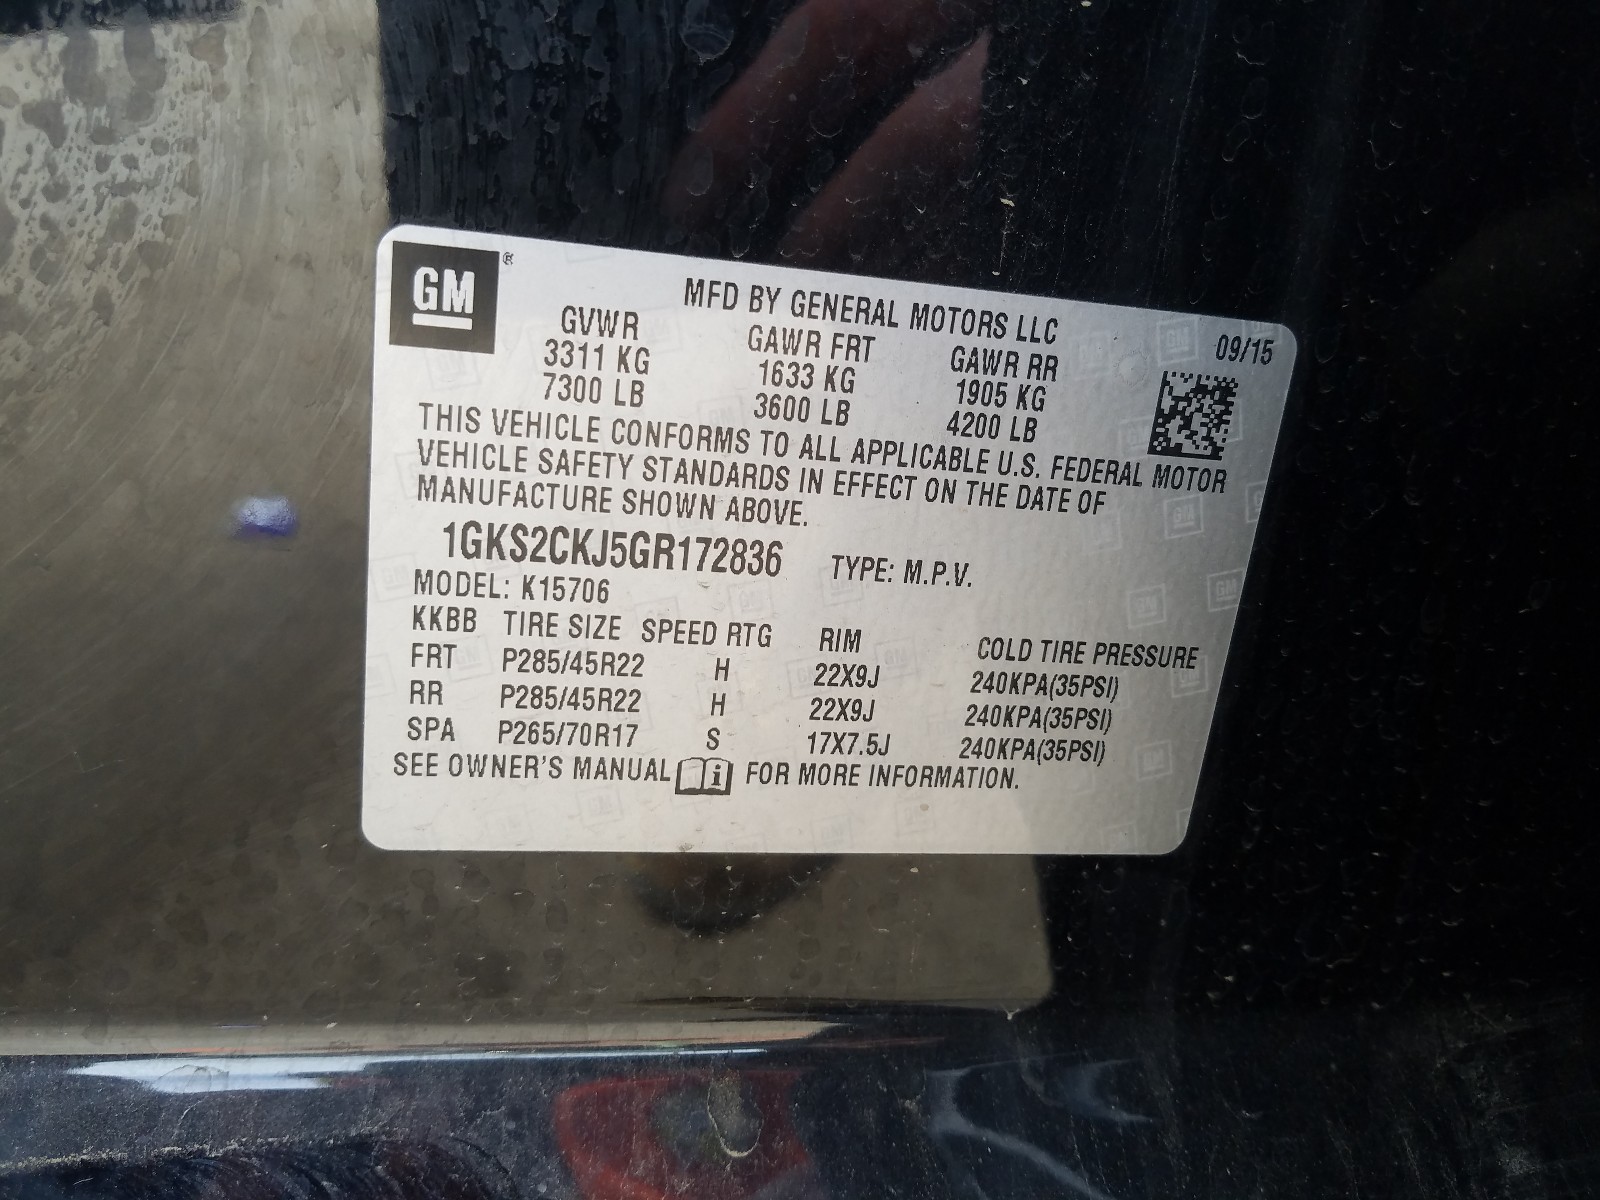 GM ®
MFD BY GENERAL MOTORS LLC
09/15
GVWR GAWR FRT GAWR RR
3311 KG 1633 KG 1905 KG
7300 LB 3600 LB 4200 LB
THIS VEHICLE CONFORMS TO ALL APPLICABLE U.S. FEDERAL MOTOR
VEHICLE SAFETY STANDARDS IN EFFECT ON THE DATE OF
MANUFACTURE SHOWN ABOVE.
1GKS2CKJ5GR172836 TYPE: M.P.V.
MODEL: K15706
KKBB TIRE SIZE SPEED RTG RIM COLD TIRE PRESSURE
FRT P285/45R22 H 22X9J 240KPA(35PSI)
RR P285/45R22 H 22X9J 240KPA(35PSI)
SPA P265/70R17 S 17X7.5J 240KPA(35PSI)
SEE OWNER'S MANUAL i FOR MORE INFORMATION.